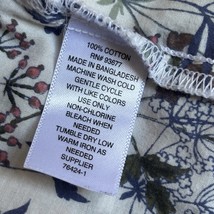 100% COTTON
RN# 93677
MADE IN BANGLADESH
MACHINE WASH COLD
GENTLE CYCLE
WITH LIKE COLORS
USE ONLY
NON-CHLORINE
BLEACH WHEN
NEEDED
TUMBLE DRY LOW
WARM IRON AS
NEEDED
SUPPLIER
76424-1